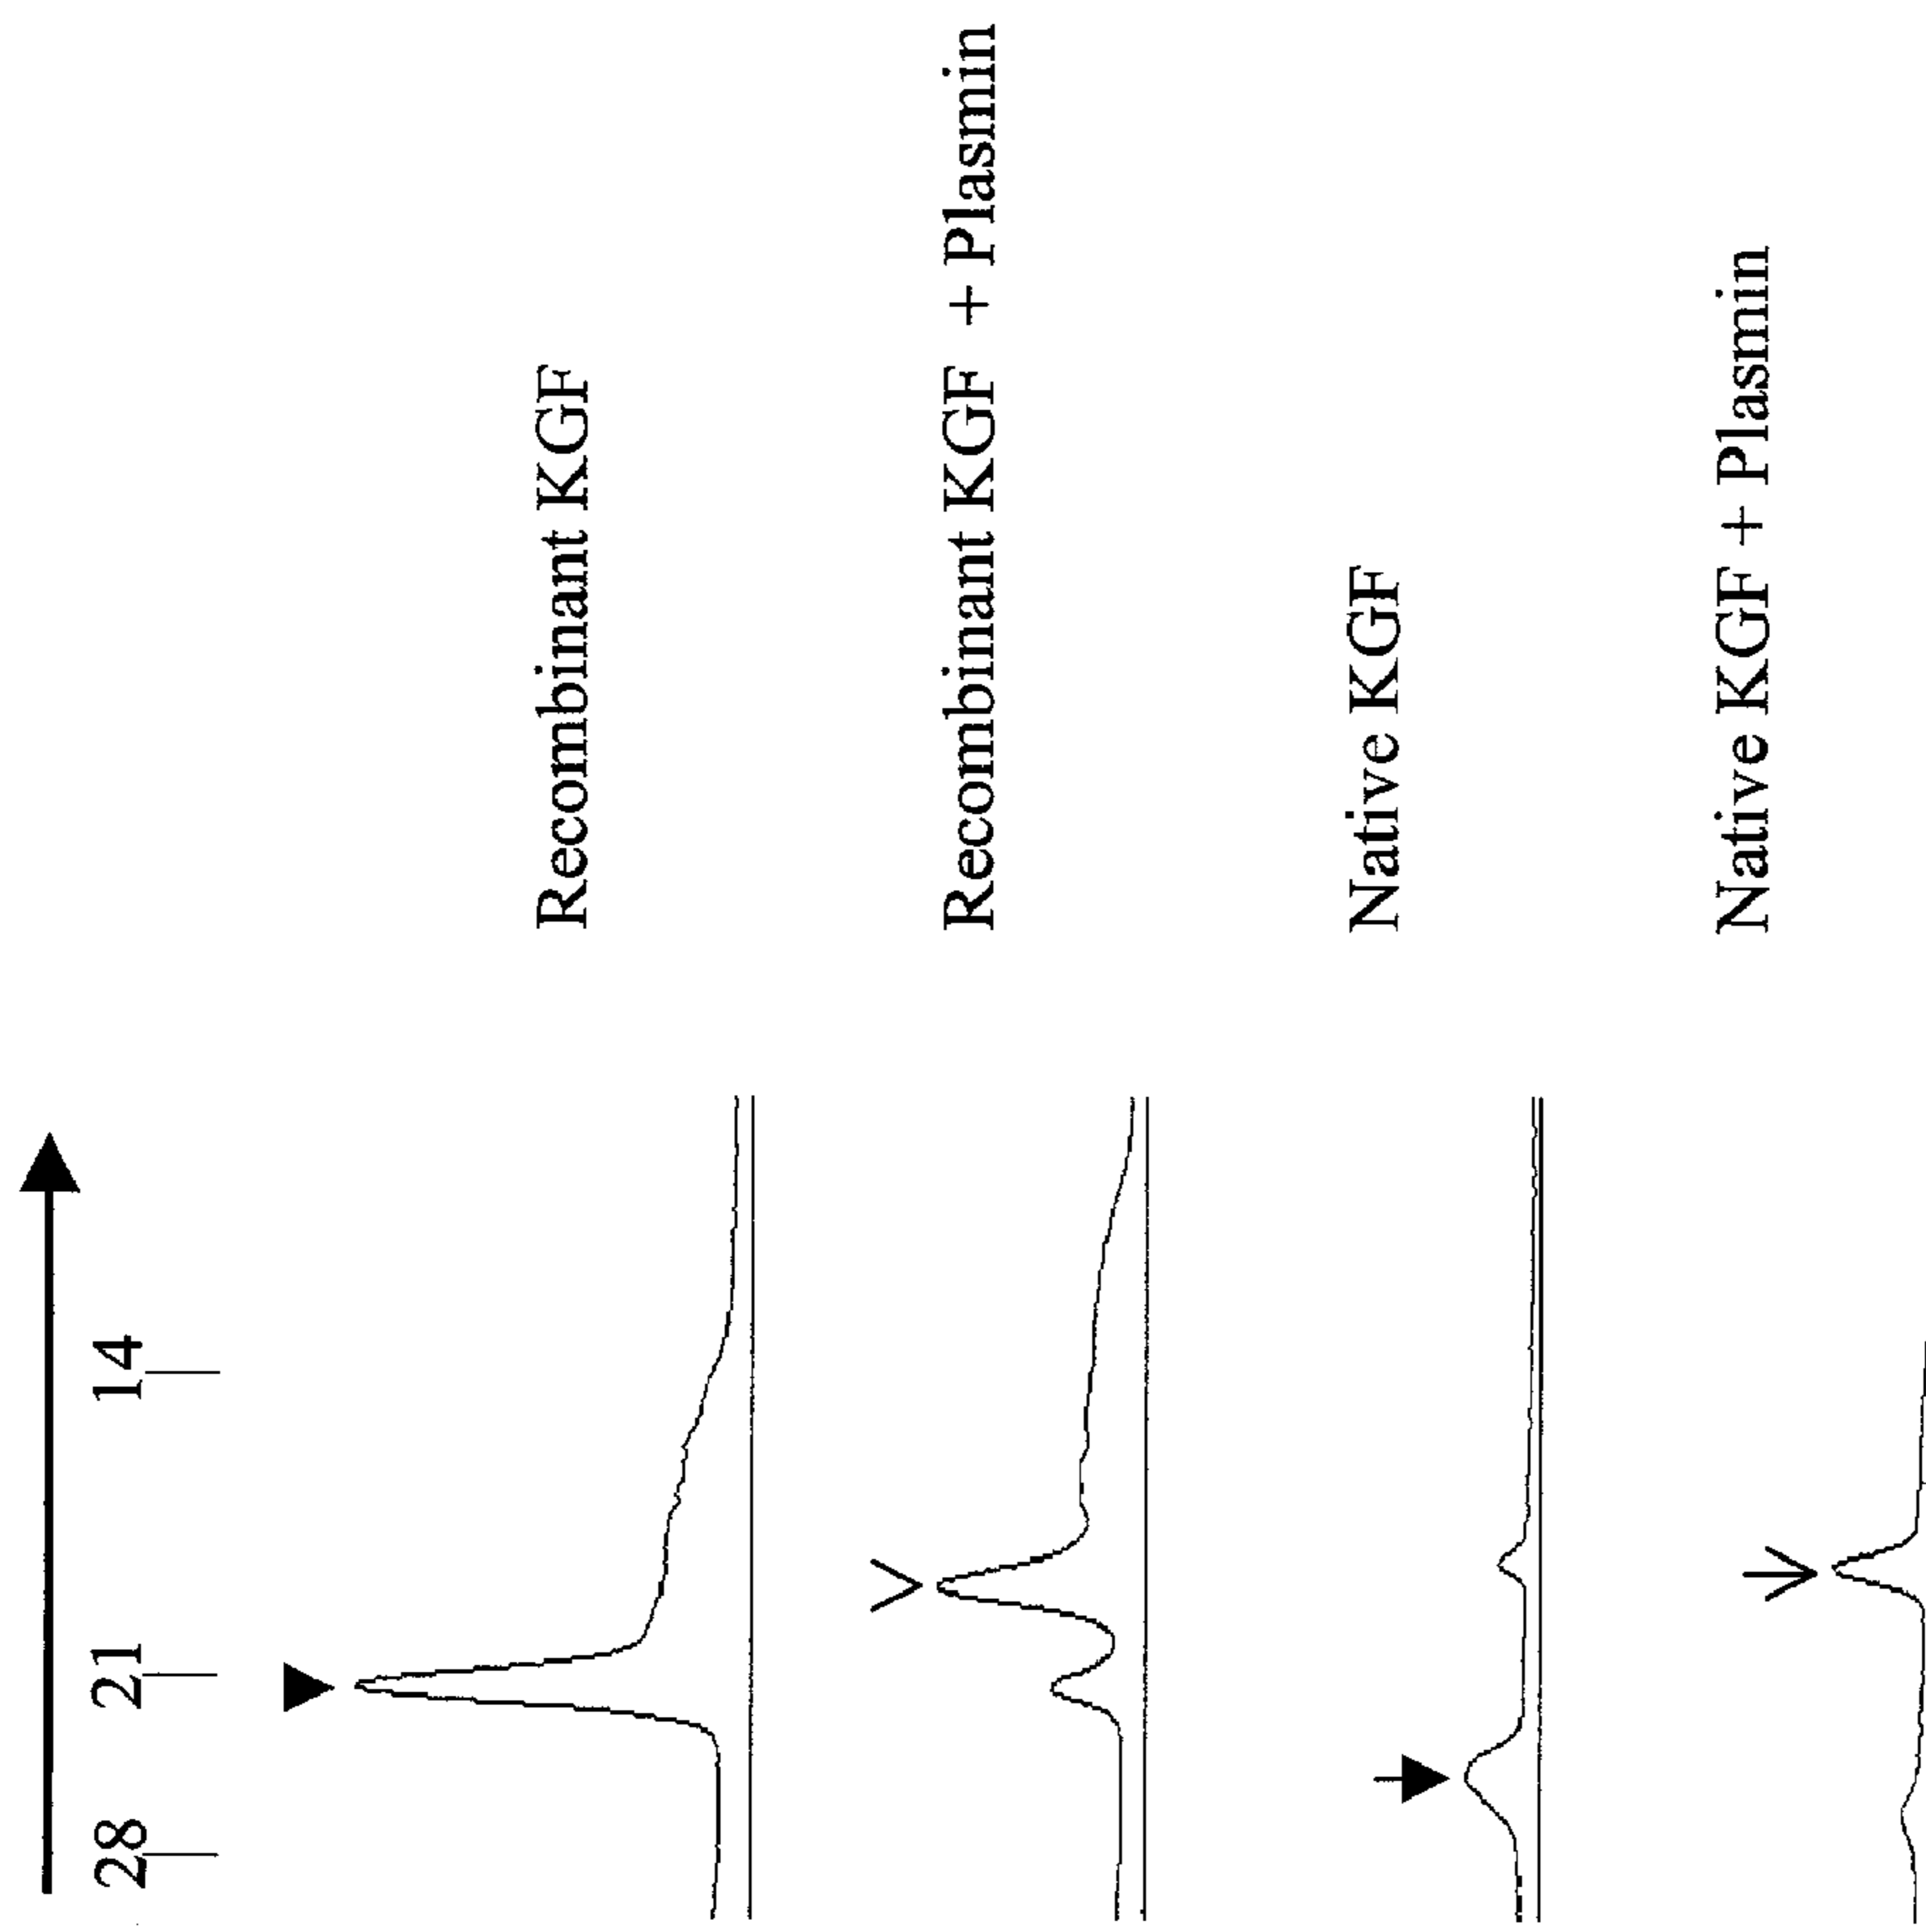 28 21 14
Recombinant KGF
Recombinant KGF + Plasmin
Native KGF
Native KGF + Plasmin